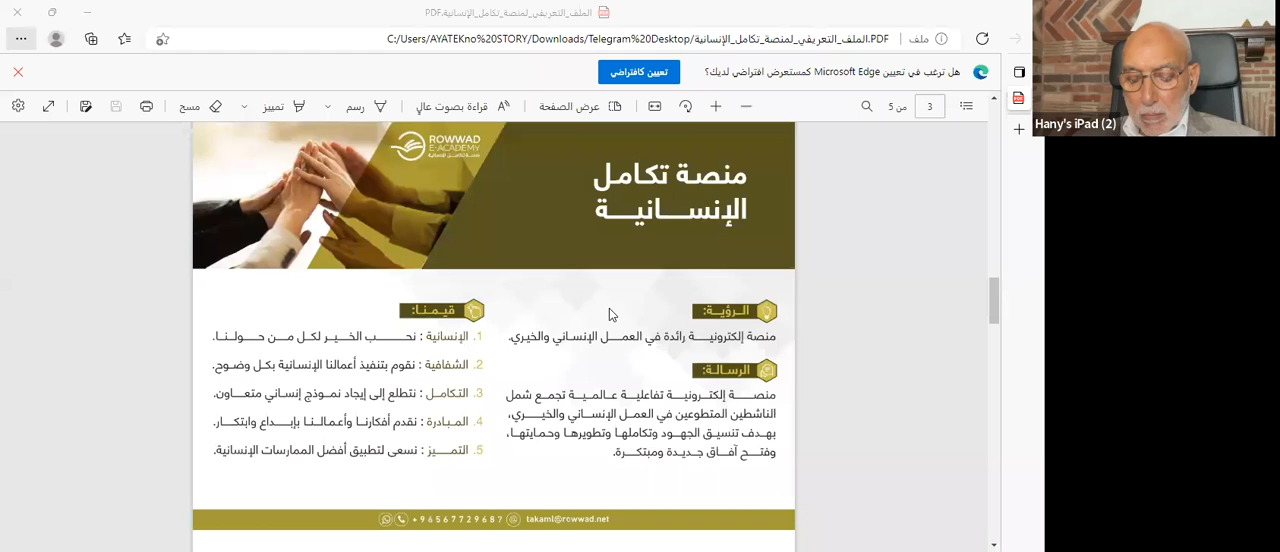 الملف_التعريفي_لمنصة_تكامل_الإنسانية.PDF
ملف
C:/Users/AYATEKno%20STORY/Downloads/Telegram%20Desktop/الملف_التعريفي_لمنصة_تكامل_الإنسانية.PDF
هل ترغب في تعيين Microsoft Edge كمستعرض افتراضي لديك؟
تعيين كافتراضي
3 من 5
عرض الصفحة
قراءة بصوت عالٍ
رسم
تمييز
مسح
Hany's iPad (2)
ROWWAD
E-ACADEMY
منصة تكامل الإنسانية
منصة تكامل
الإنسانية
الرؤية:
منصة إلكترونية رائدة في العمل الإنساني والخيري.
الرسالة:
منصة إلكترونية تفاعلية عالمية تجمع شمل
الناشطين المتطوعين في العمل الإنساني والخيري،
بهدف تنسيق الجهود وتكاملها وتطويرها وحمايتها،
وفتح آفاق جديدة ومبتكرة.
قيمنا:
1. الإنسانية : نحب الخير لكل من حولنا.
2. الشفافية : نقوم بتنفيذ أعمالنا الإنسانية بكل وضوح.
3. التكامل : نتطلع إلى إيجاد نموذج إنساني متعاون.
4. المبادرة : نقدم أفكارنا وأعمالنا بإبداع وابتكار.
5. التميز : نسعى لتطبيق أفضل الممارسات الإنسانية.
+96567729687 takaml@rowwad.net